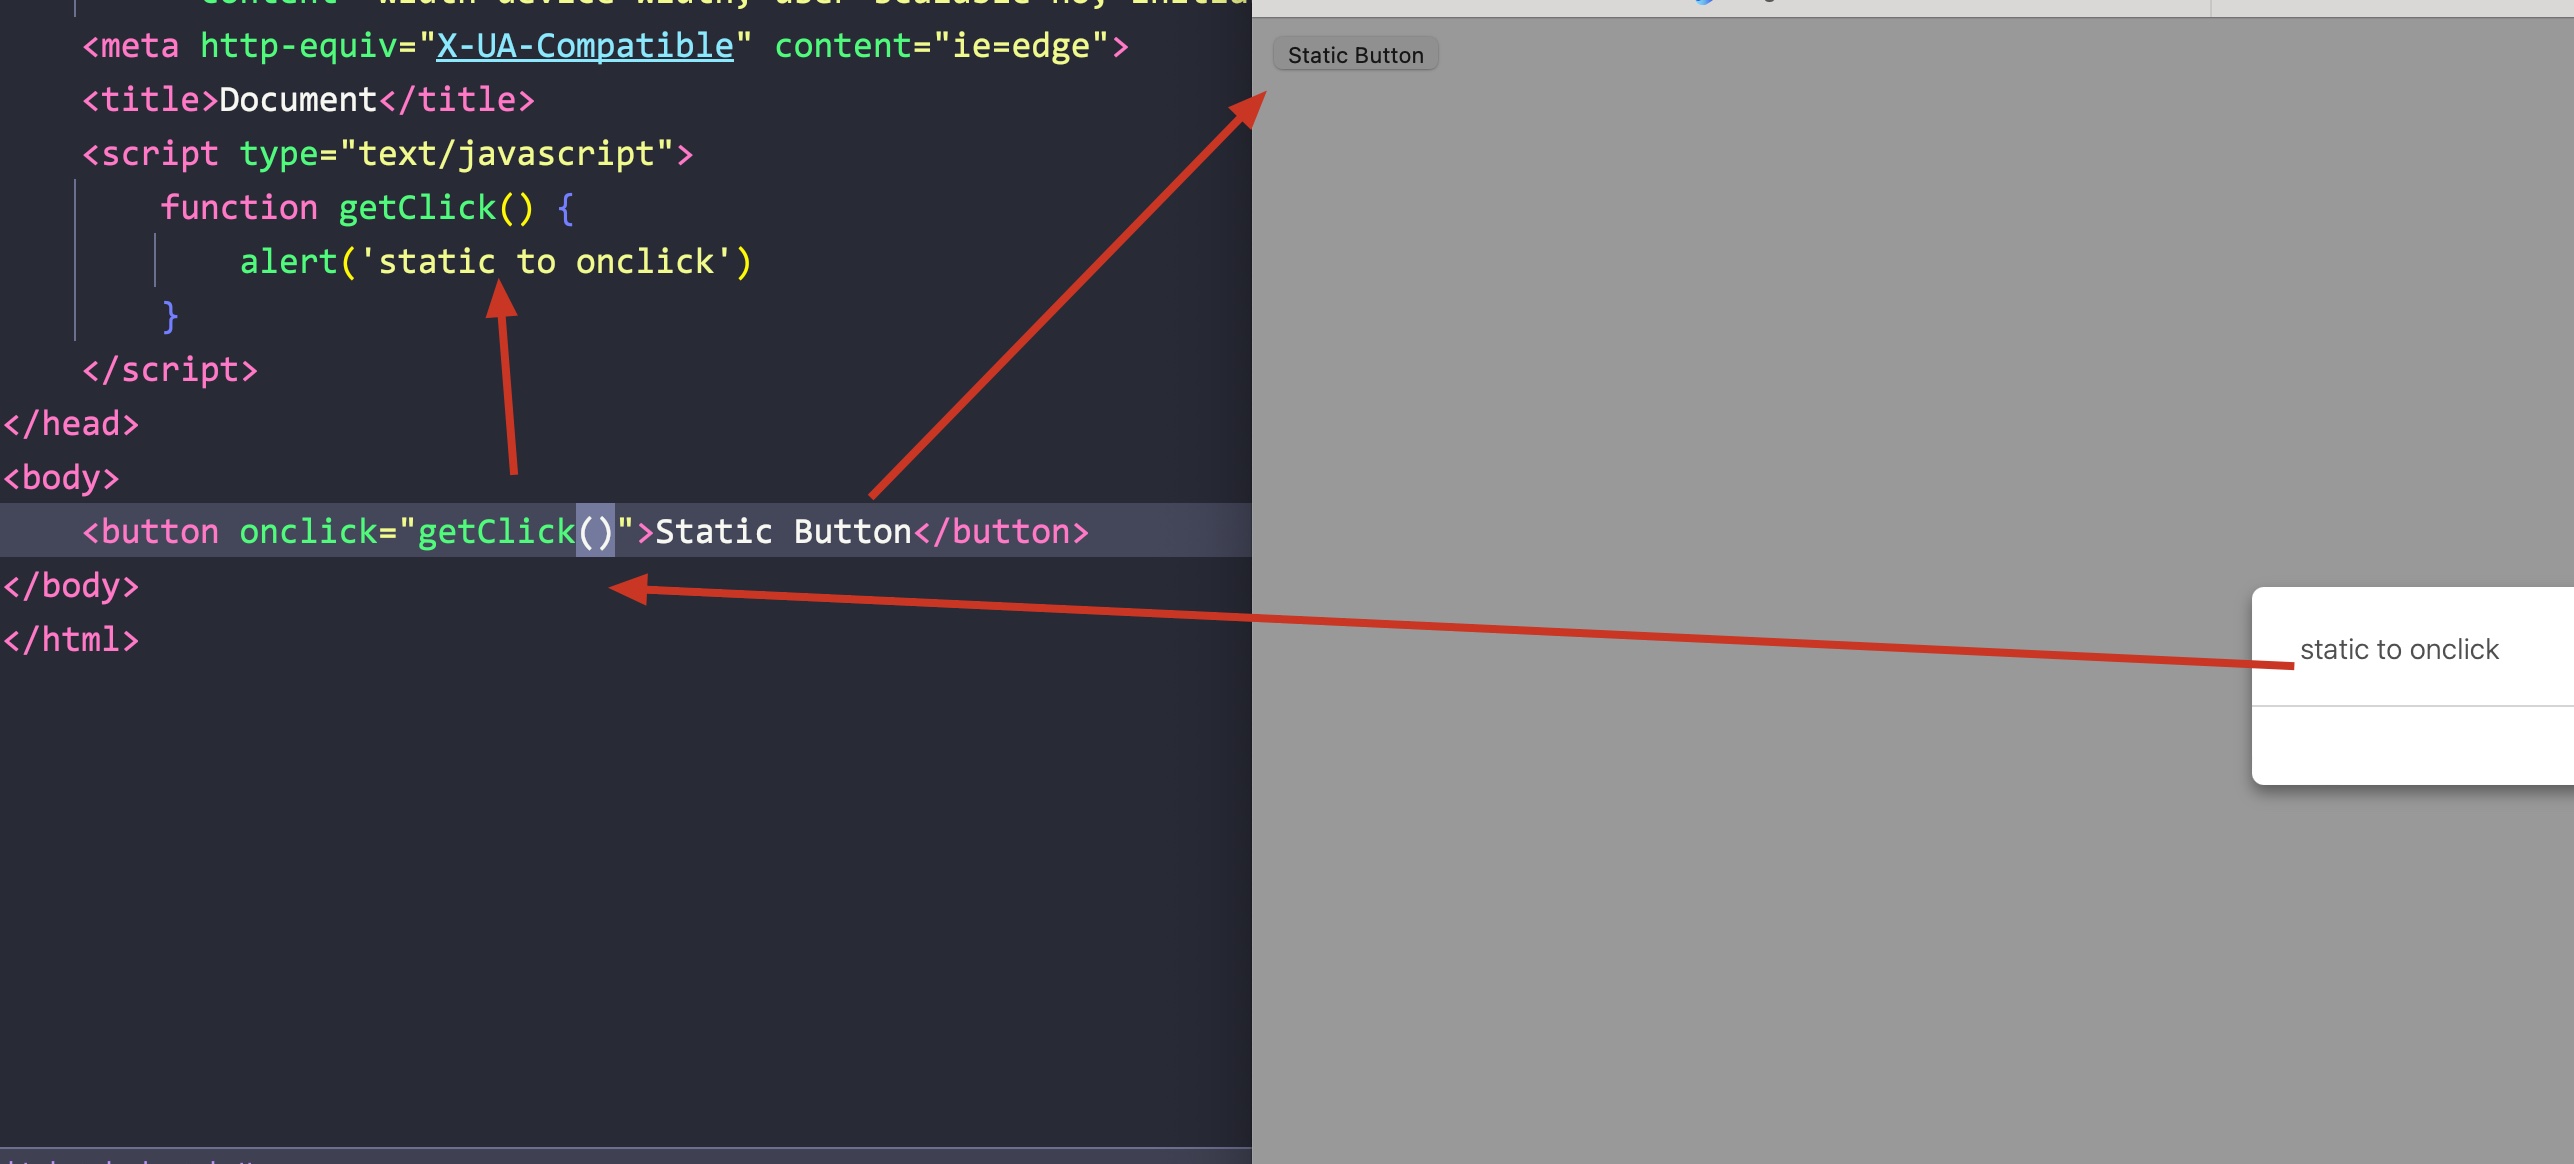 <meta http-equiv="X-UA-Compatible" content="ie=edge">
<title>Document</title>
<script type="text/javascript">
function getClick() {
alert('static to onclick')
}
</script>
</head>
<body>
<button onclick="getClick()">Static Button</button>
</body>
</html>
Static Button
static to onclick